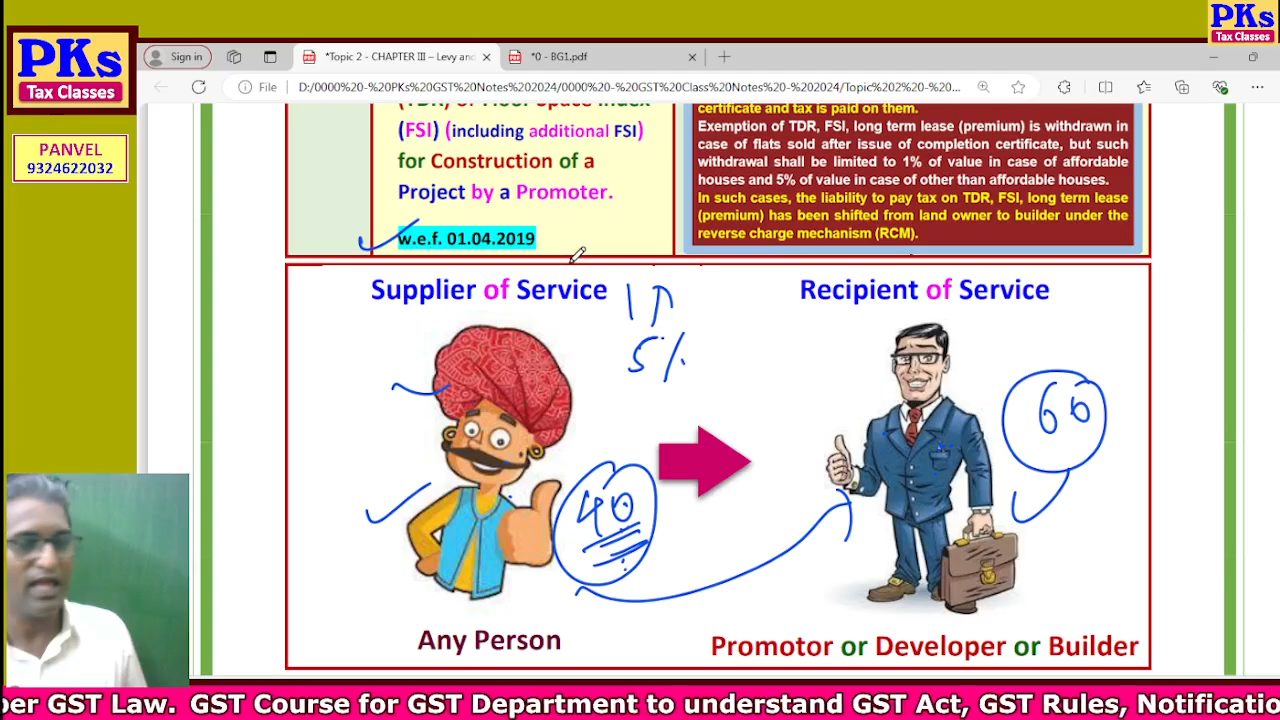 PKs
Tax Classes
PKs
Tax Classes
PANVEL
9324622032
Sign in
*Topic 2 - CHAPTER III – Levy and
*0 - BG1.pdf
File
D:/0000%20-%20PKs%20GST%20Notes%202024/0000%20-%20GST%20Class%20Notes%20-%202024/Topic%202%20-%20...
(TDR) or Floor Space Index
(FSI) (including additional FSI)
for Construction of a
Project by a Promoter.
w.e.f. 01.04.2019
certificate and tax is paid on them.
Exemption of TDR, FSI, long term lease (premium) is withdrawn in
case of flats sold after issue of completion certificate, but such
withdrawal shall be limited to 1% of value in case of affordable
houses and 5% of value in case of other than affordable houses.
In such cases, the liability to pay tax on TDR, FSI, long term lease
(premium) has been shifted from land owner to builder under the
reverse charge mechanism (RCM).
Supplier of Service
Recipient of Service
5%
60
40
Any Person
Promotor or Developer or Builder
per GST Law. GST Course for GST Department to understand GST Act, GST Rules, Notificatio